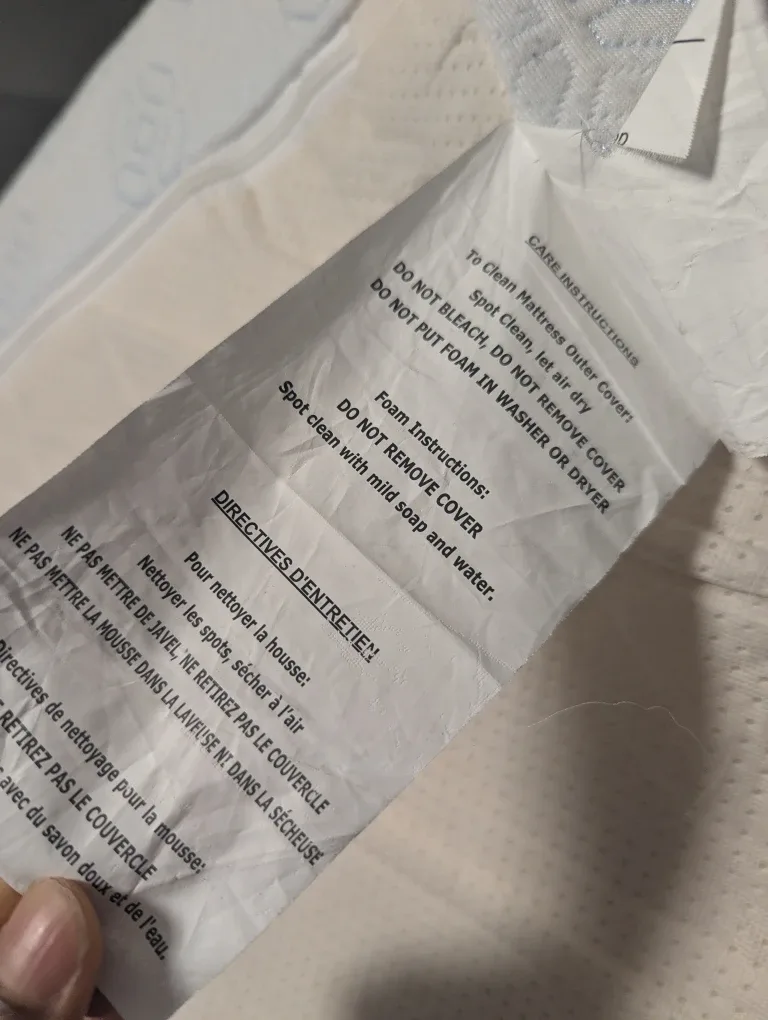 CARE INSTRUCTIONS
To Clean Mattress Outer Cover:
Spot Clean, let air dry
DO NOT BLEACH, DO NOT REMOVE COVER
DO NOT PUT FOAM IN WASHER OR DRYER
Foam Instructions:
DO NOT REMOVE COVER
Spot clean with mild soap and water.
DIRECTIVES D'ENTRETIEN
Pour nettoyer la housse:
Nettoyer les spots, sécher à l'air
NE PAS METTRE DE JAVEL, NE RETIREZ PAS LE COUVERCLE
NE PAS METTRE LA MOUSSE DANS LA LAVEUSE NI DANS LA SÉCHEUSE
Directives de nettoyage pour la mousse:
RETIREZ PAS LE COUVERCLE
avec du savon doux et de l'eau.